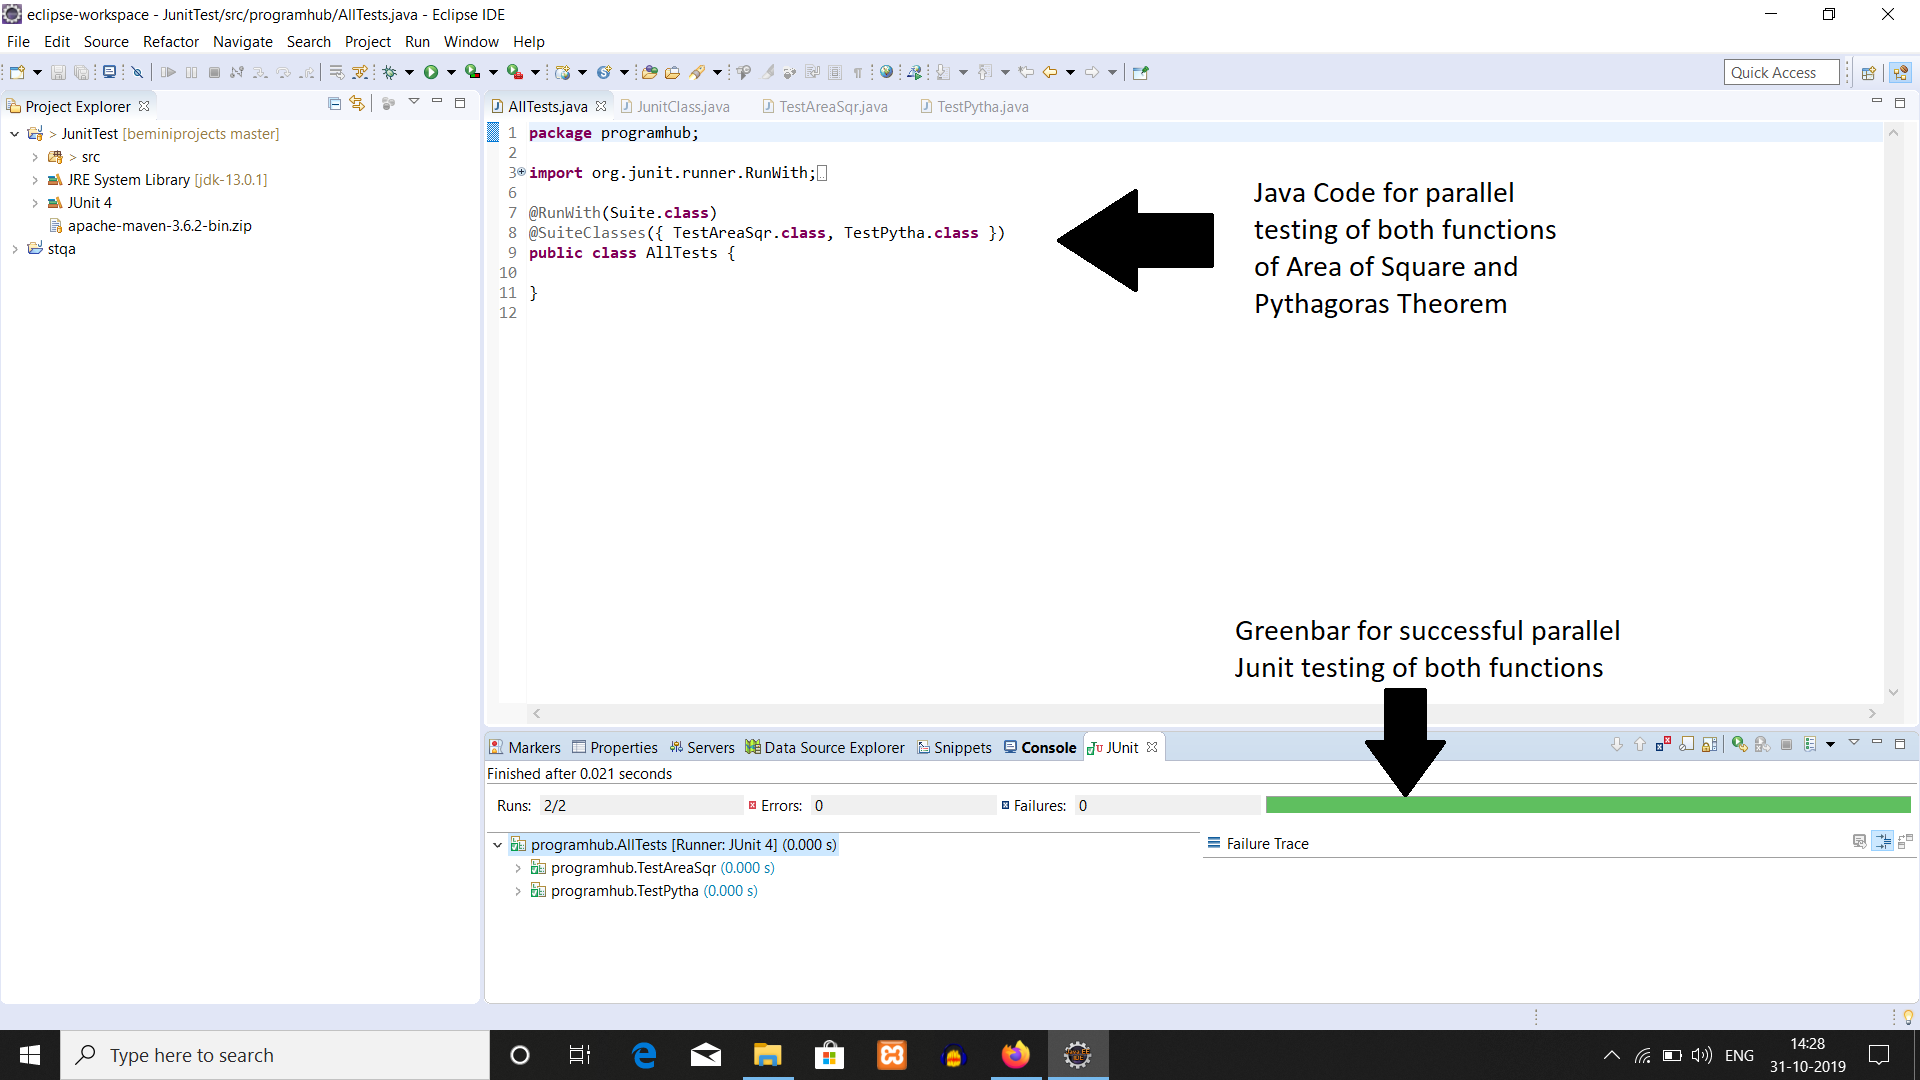 eclipse-workspace - JunitTest/src/programhub/AllTests.java - Eclipse IDE
File Edit Source Refactor Navigate Search Project Run Window Help
Quick Access
Project Explorer
> JunitTest [beminiprojects master]
> src
JRE System Library [jdk-13.0.1]
JUnit 4
apache-maven-3.6.2-bin.zip
stqa
AllTests.java JunitClass.java TestAreaSqr.java TestPytha.java
1 package programhub;
2
3 import org.junit.runner.RunWith;
6
7 @RunWith(Suite.class)
8 @SuiteClasses({ TestAreaSqr.class, TestPytha.class })
9 public class AllTests {
10
11 }
12
Java Code for parallel
testing of both functions
of Area of Square and
Pythagoras Theorem
Greenbar for successful parallel
Junit testing of both functions
Markers Properties Servers Data Source Explorer Snippets Console JUnit
Finished after 0.021 seconds
Runs: 2/2 Errors: 0 Failures: 0
programhub.AllTests [Runner: JUnit 4] (0.000 s)
programhub.TestAreaSqr (0.000 s)
programhub.TestPytha (0.000 s)
Failure Trace
Type here to search
ENG
14:28
31-10-2019